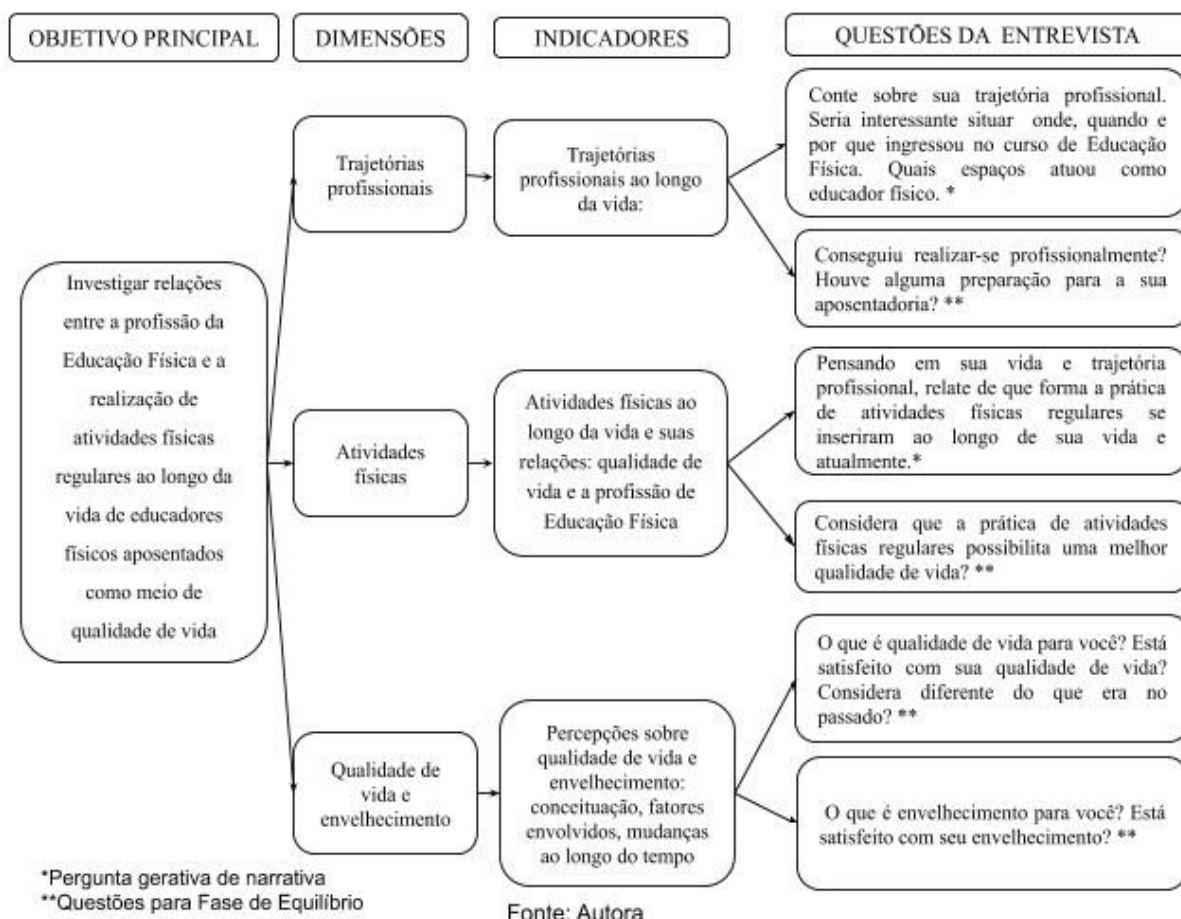 OBJETIVO PRINCIPAL
DIMENSÕES
INDICADORES
QUESTÕES DA ENTREVISTA
Investigar relações
entre a profissão da
Educação Física e a
realização de
atividades físicas
regulares ao longo da
vida de educadores
físicos aposentados
como meio de
qualidade de vida
Trajetórias
profissionais
Trajetórias
profissionais ao longo
da vida:
Conte sobre sua trajetória profissional.
Seria interessante situar onde, quando e
por que ingressou no curso de Educação
Física. Quais espaços atuou como
educador físico. *
Conseguiu realizar-se profissionalmente?
Houve alguma preparação para a sua
aposentadoria? **
Atividades
físicas
Atividades físicas ao
longo da vida e suas
relações: qualidade de
vida e a profissão de
Educação Física
Pensando em sua vida e trajetória
profissional, relate de que forma a prática
de atividades físicas regulares se
inseriram ao longo de sua vida e
atualmente.*
Considera que a prática de atividades
físicas regulares possibilita uma melhor
qualidade de vida? **
Qualidade de
vida e
envelhecimento
Percepções sobre
qualidade de vida e
envelhecimento:
conceituação, fatores
envolvidos, mudanças
ao longo do tempo
O que é qualidade de vida para você? Está
satisfeito com sua qualidade de vida?
Considera diferente do que era no
passado? **
O que é envelhecimento para você? Está
satisfeito com seu envelhecimento? **
*Pergunta gerativa de narrativa
**Questões para Fase de Equilíbrio
Fonte: Autora